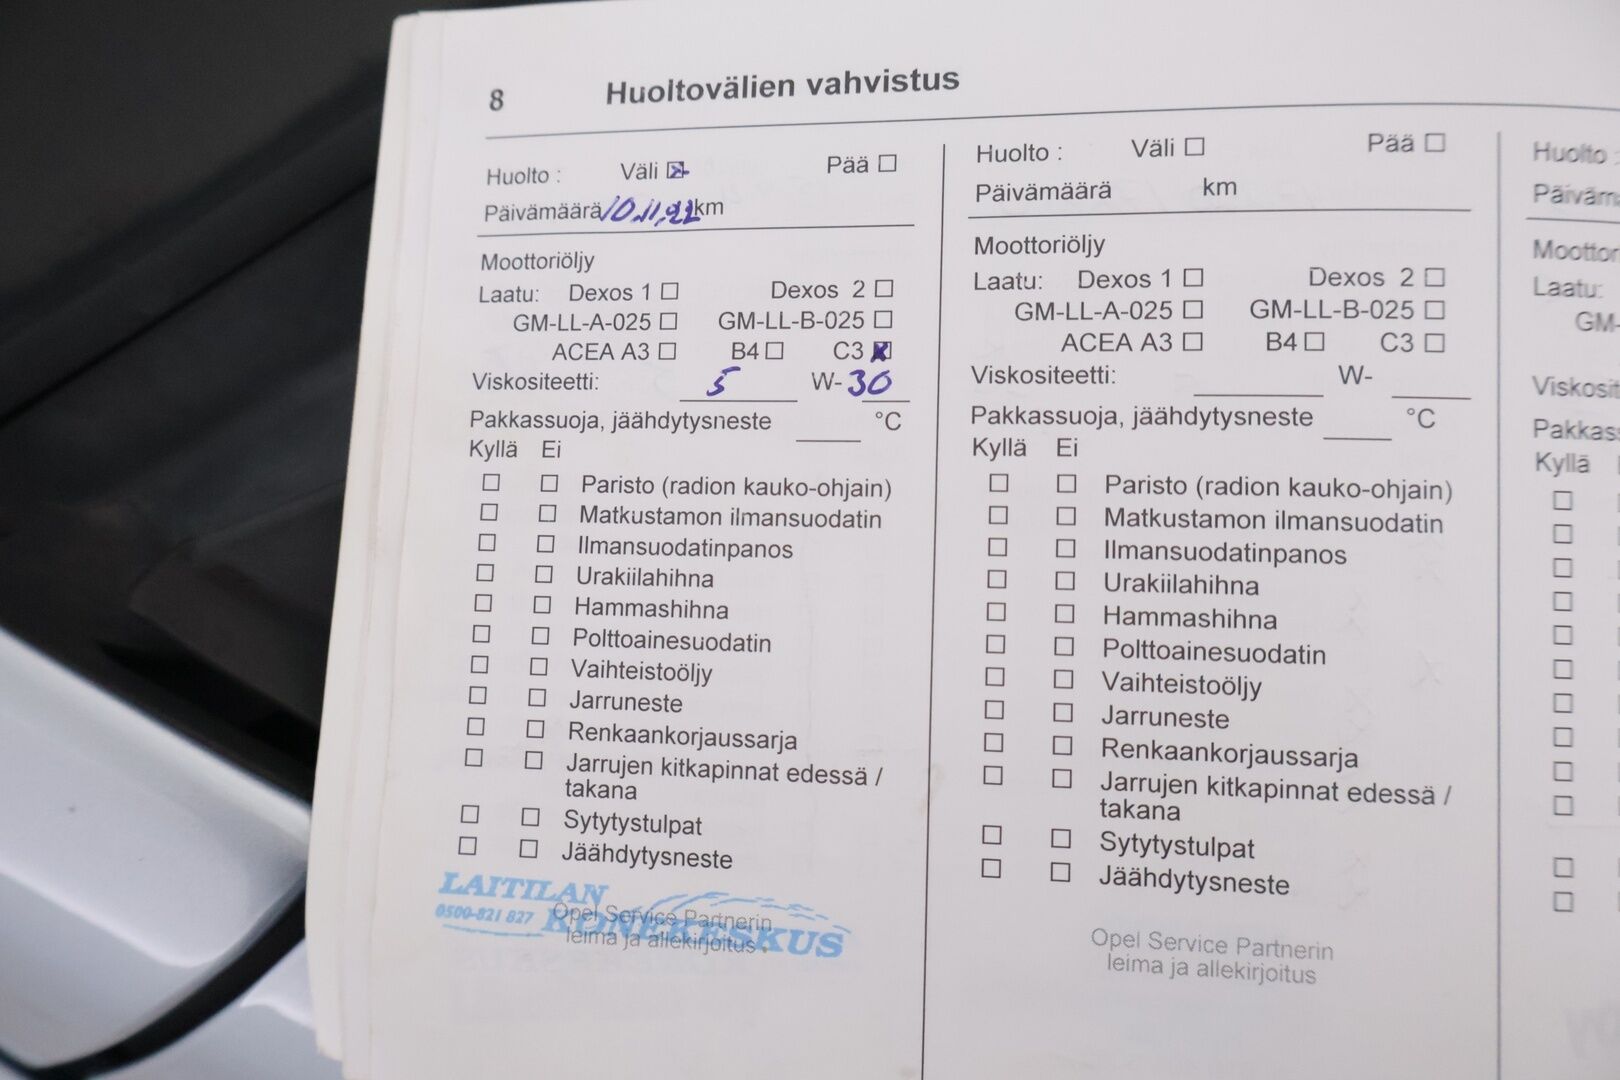 8 Huoltovälien vahvistus
Huolto : Väli Pää
Päivämäärä 10.11.22 km
Moottoriöljy
Laatu: Dexos 1 Dexos 2
GM-LL-A-025 GM-LL-B-025
ACEA A3 B4 C3
Viskositeetti: 5 W-30
Pakkassuoja, jäähdytysneste °C
Kyllä Ei
Paristo (radion kauko-ohjain)
Matkustamon ilmansuodatin
Ilmansuodatinpanos
Urakiilahihna
Hammashihna
Polttoainesuodatin
Vaihteistoöljy
Jarruneste
Renkaankorjaussarja
Jarrujen kitkapinnat edessä /
takana
Sytytystulpat
Jäähdytysneste
LAITILAN
0500-821 827 KONEKESKUS
Opel Service Partnerin
leima ja allekirjoitus
Huolto : Väli Pää
Päivämäärä km
Moottoriöljy
Laatu: Dexos 1 Dexos 2
GM-LL-A-025 GM-LL-B-025
ACEA A3 B4 C3
Viskositeetti: W-
Pakkassuoja, jäähdytysneste °C
Kyllä Ei
Paristo (radion kauko-ohjain)
Matkustamon ilmansuodatin
Ilmansuodatinpanos
Urakiilahihna
Hammashihna
Polttoainesuodatin
Vaihteistoöljy
Jarruneste
Renkaankorjaussarja
Jarrujen kitkapinnat edessä /
takana
Sytytystulpat
Jäähdytysneste
Opel Service Partnerin
leima ja allekirjoitus
Huolto :
Päiväm
Moottor
Laatu:
GM-
Viskosit
Pakkas
Kyllä